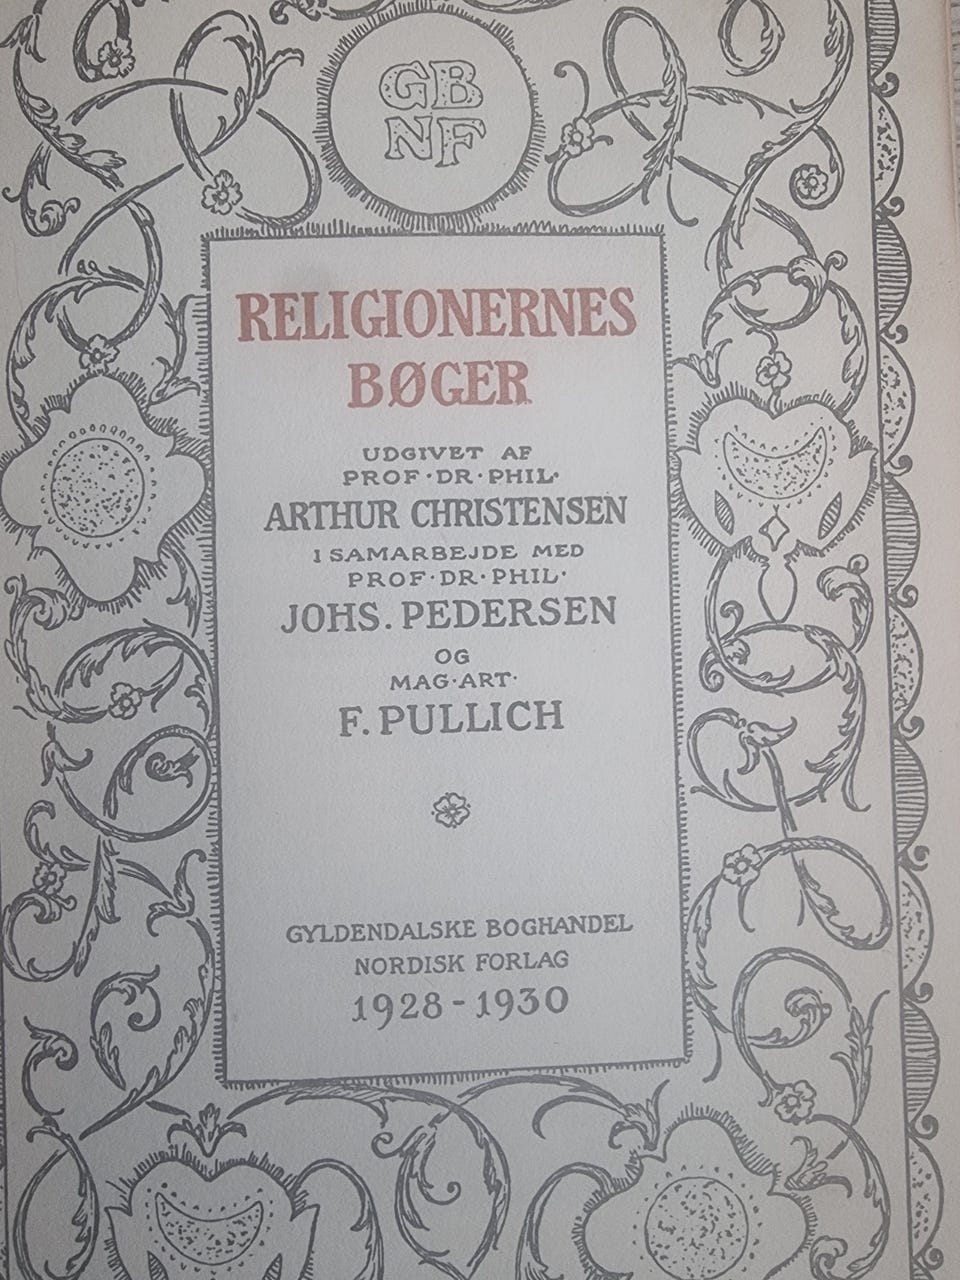 GB
NF
RELIGIONERNES
BØGER
UDGIVET AF
PROF·DR·PHIL·
ARTHUR CHRISTENSEN
I SAMARBEJDE MED
PROF·DR·PHIL·
JOHS. PEDERSEN
OG
MAG·ART·
F. PULLICH
GYLDENDALSKE BOGHANDEL
NORDISK FORLAG
1928-1930